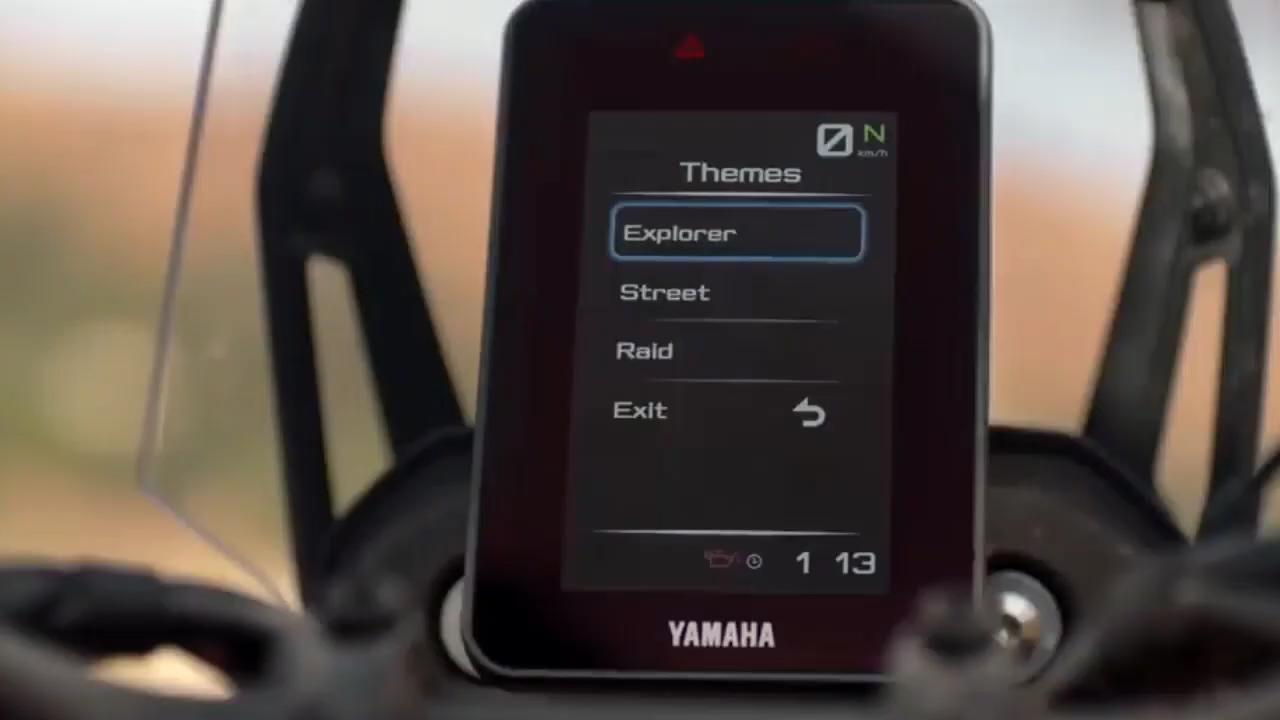 0 N
km/h
Themes
Explorer
Street
Raid
Exit
1 13
YAMAHA